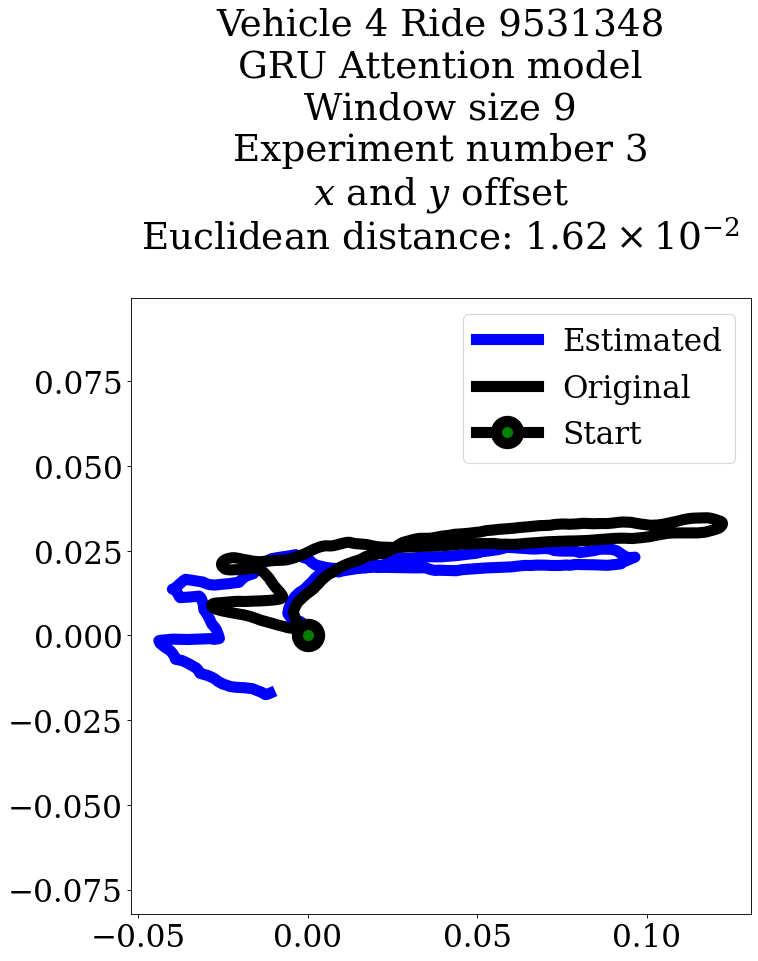 Vehicle 4 Ride 9531348
GRU Attention model
Window size 9
Experiment number 3
x and y offset
Euclidean distance: 1.62 × 10⁻²
Estimated
Original
Start
0.075
0.050
0.025
0.000
−0.025
−0.050
−0.075
−0.05 0.00 0.05 0.10